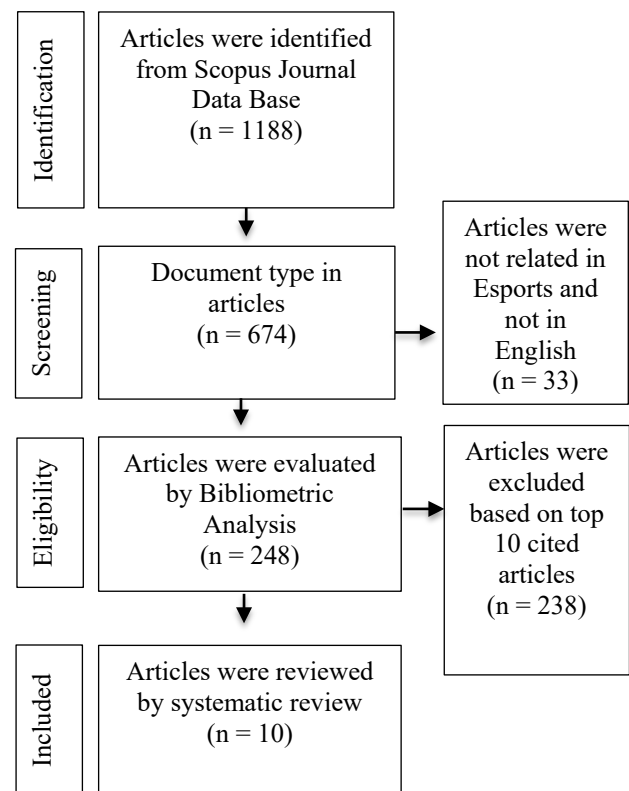 Identification
Articles were identified
from Scopus Journal
Data Base
(n = 1188)
Screening
Document type in
articles
(n = 674)
Articles were
not related in
Esports and
not in
English
(n = 33)
Eligibility
Articles were evaluated
by Bibliometric
Analysis
(n = 248)
Articles were
excluded
based on top
10 cited
articles
(n = 238)
Included
Articles were reviewed
by systematic review
(n = 10)